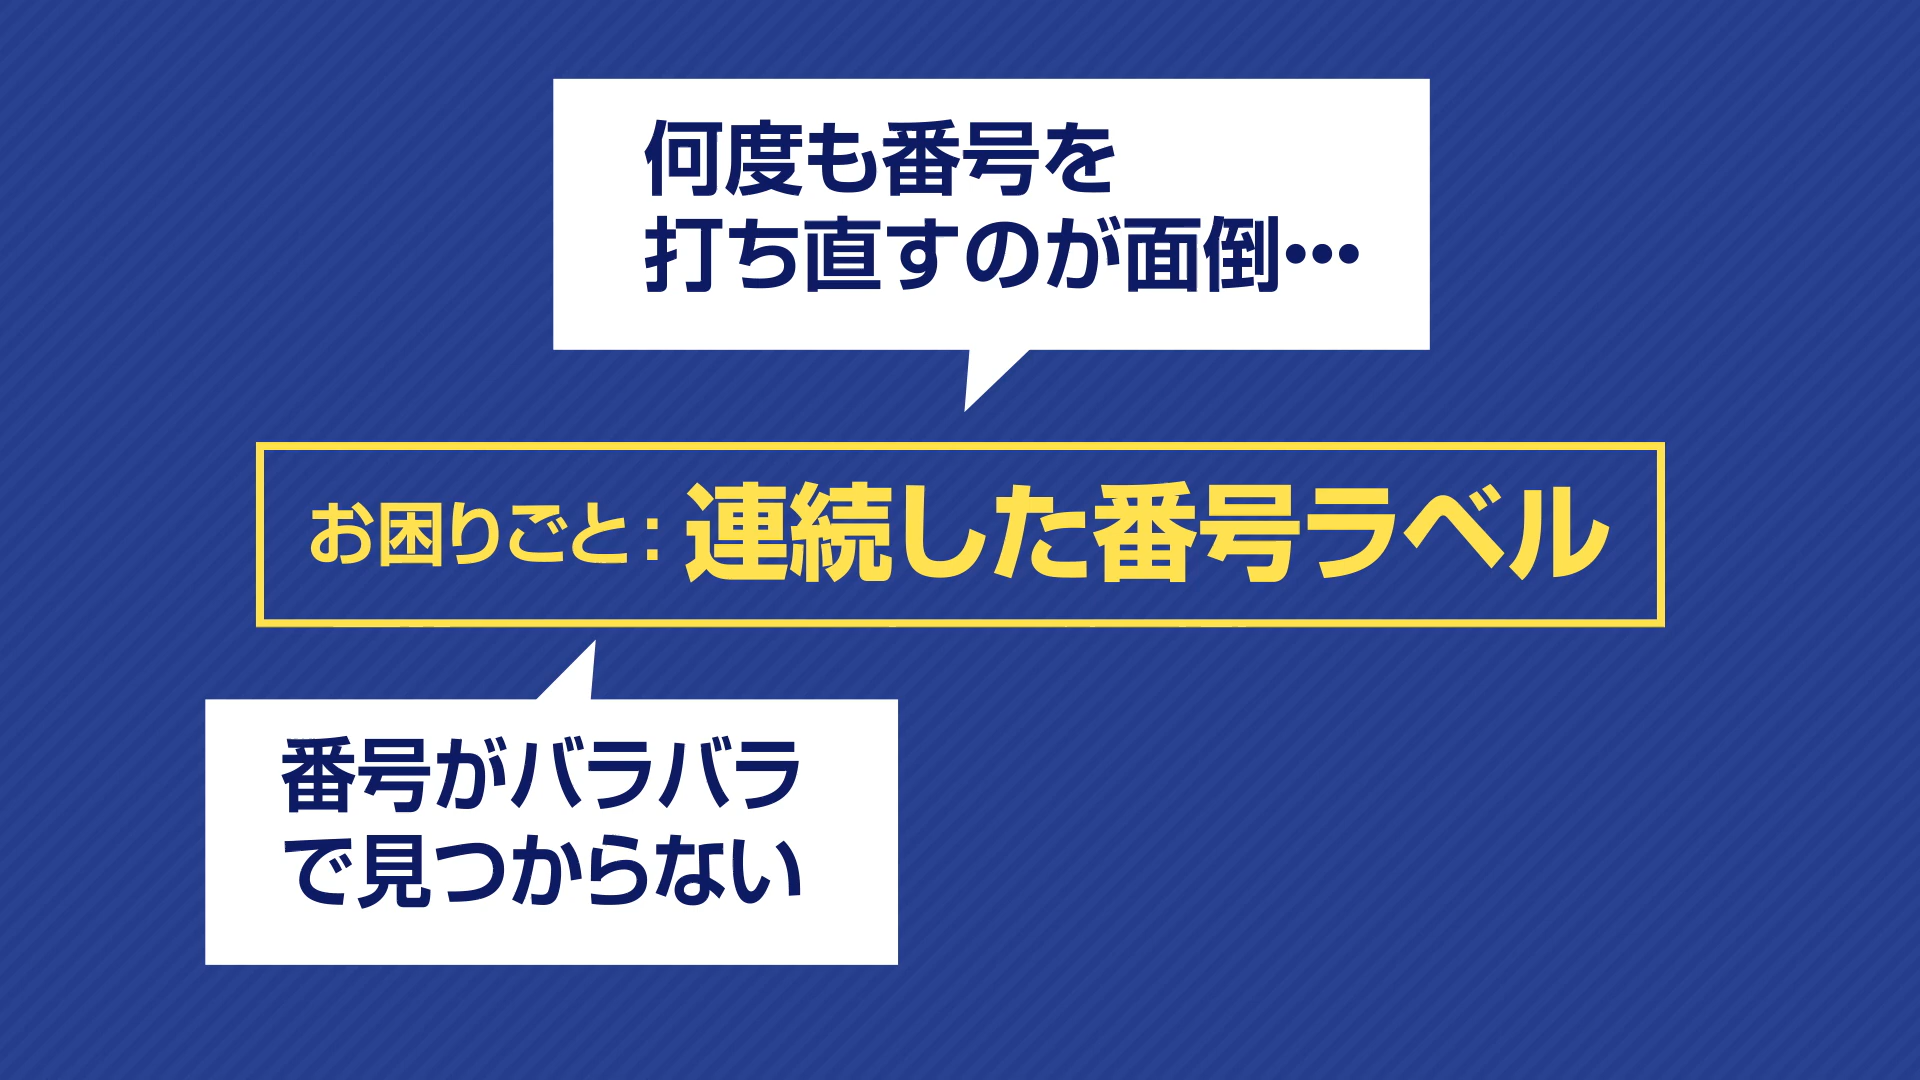 何度も番号を
打ち直すのが面倒…
お困りごと：連続した番号ラベル
番号がバラバラ
で見つからない